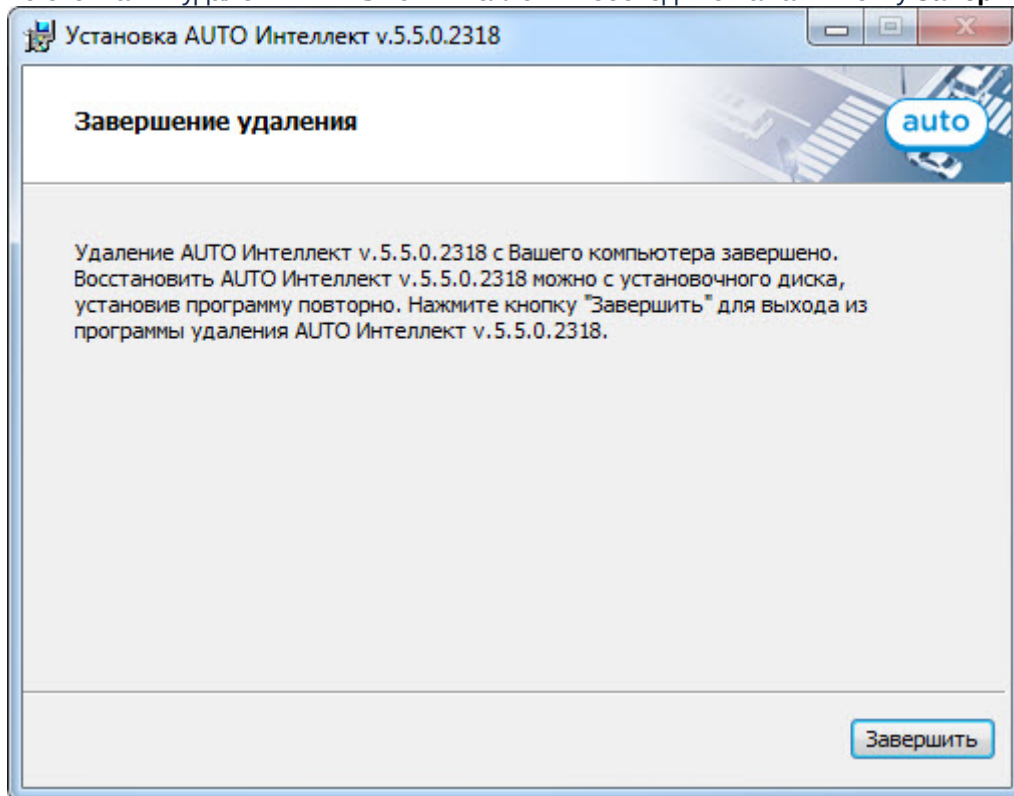 Установка AUTO Интеллект v.5.5.0.2318
Завершение удаления
auto
Удаление AUTO Интеллект v.5.5.0.2318 с Вашего компьютера завершено.
Восстановить AUTO Интеллект v.5.5.0.2318 можно с установочного диска,
установив программу повторно. Нажмите кнопку "Завершить" для выхода из
программы удаления AUTO Интеллект v.5.5.0.2318.
Завершить